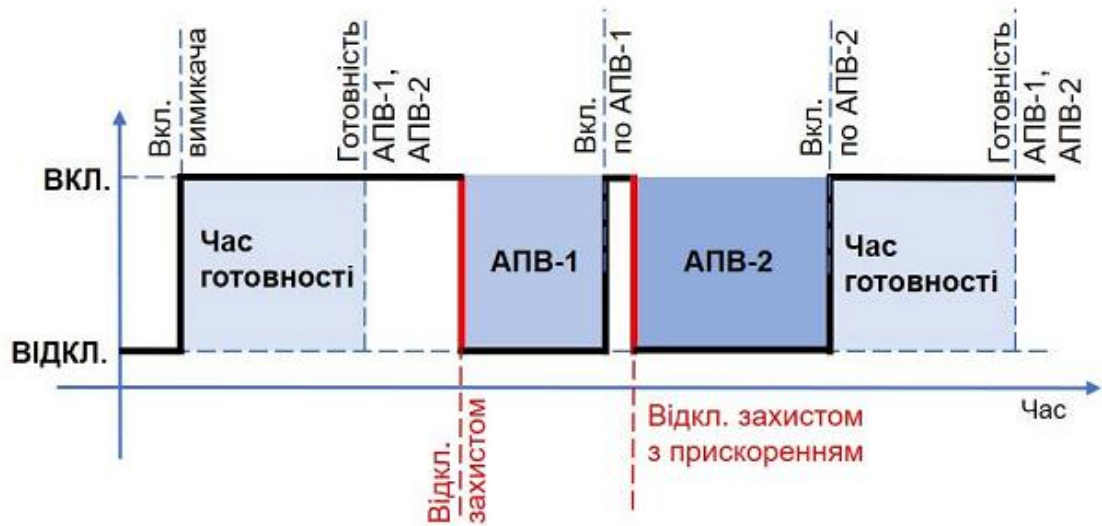 Вкл.
вимикача
Готовність
АПВ-1,
АПВ-2
Вкл.
по АПВ-1
Вкл.
по АПВ-2
Готовність
АПВ-1,
АПВ-2
ВКЛ.
Час
готовності
АПВ-1
АПВ-2
Час
готовності
ВІДКЛ.
Час
Відкл.
захистом
Відкл. захистом
з прискоренням